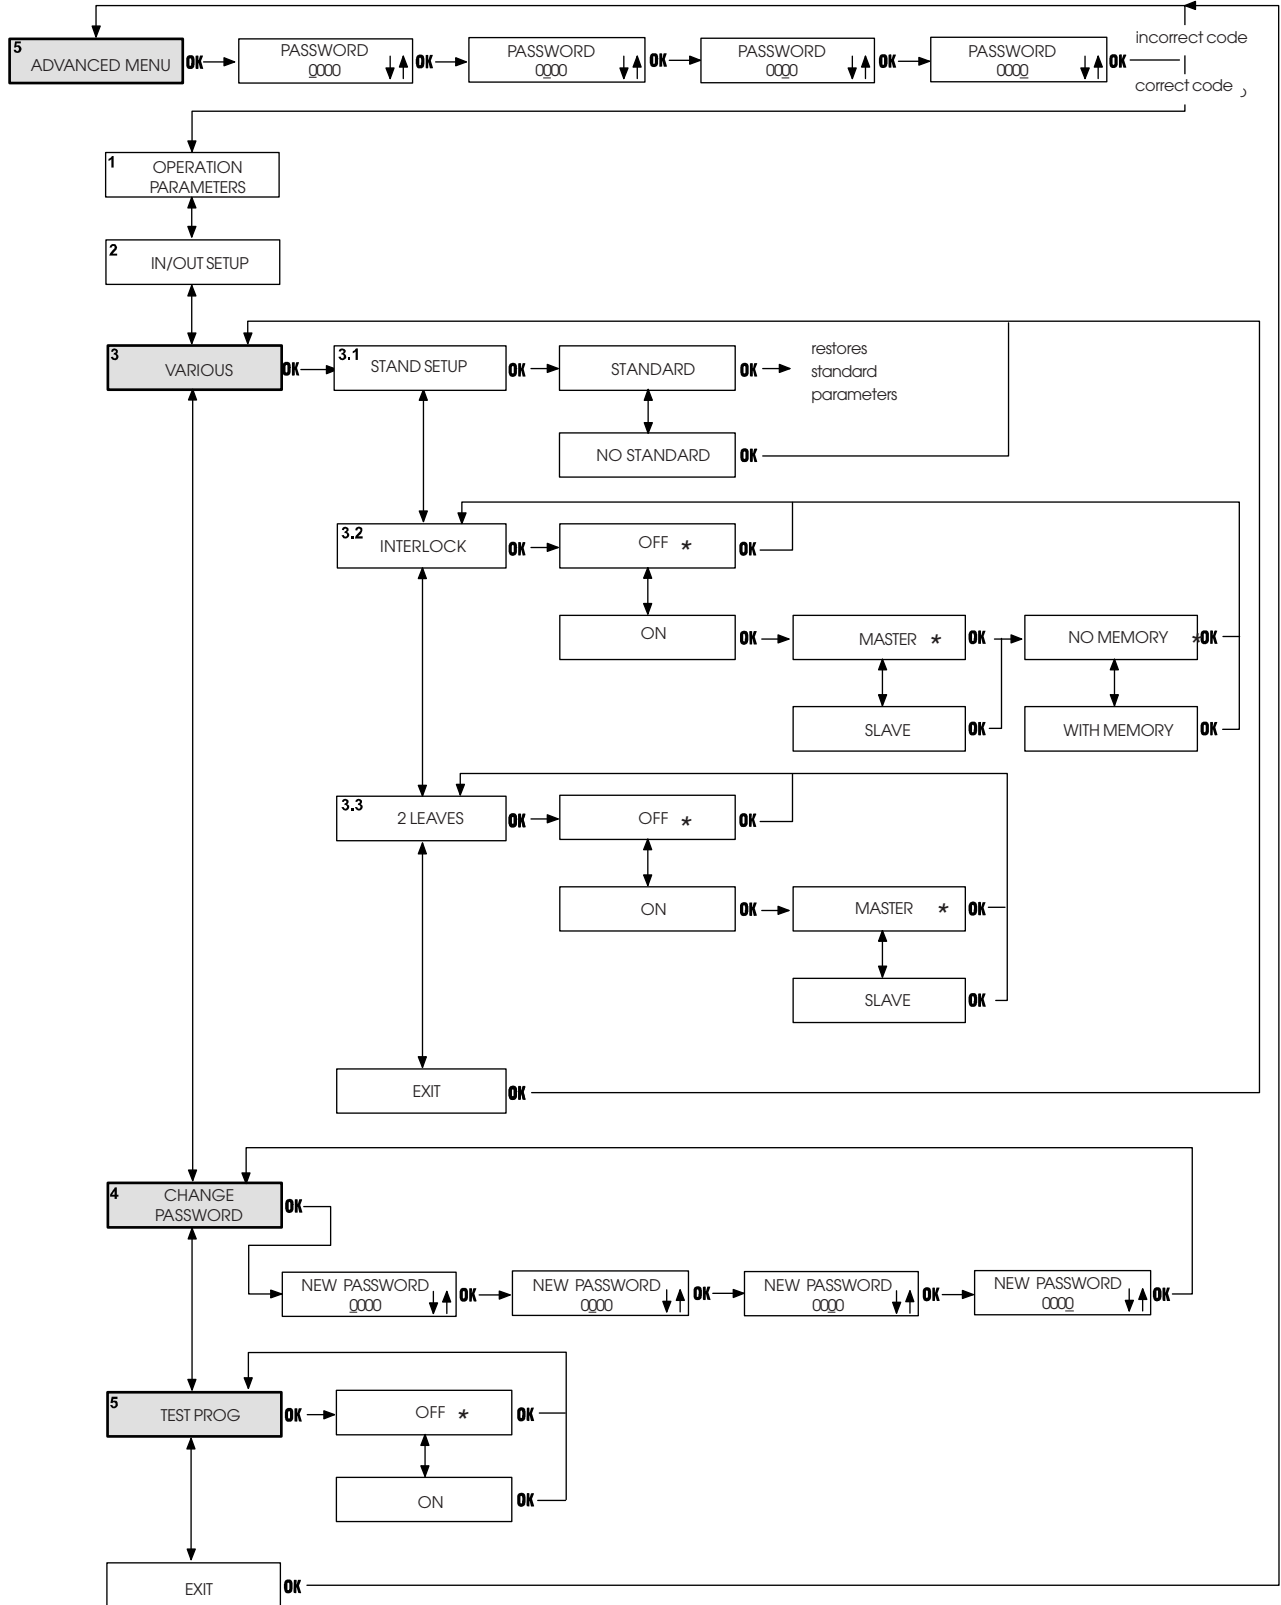 5
ADVANCED MENU
OK
PASSWORD
0000
OK
PASSWORD
0000
OK
PASSWORD
0000
OK
PASSWORD
0000
OK
incorrect code
correct code
1
OPERATION
PARAMETERS
2
IN/OUT SETUP
3
VARIOUS
OK
3.1
STAND SETUP
OK
STANDARD
OK
restores
standard
parameters
NO STANDARD
OK
3.2
INTERLOCK
OK
OFF *
OK
ON
OK
MASTER *
OK
NO MEMORY *
OK
SLAVE
OK
WITH MEMORY
OK
3.3
2 LEAVES
OK
OFF *
OK
ON
OK
MASTER *
OK
SLAVE
OK
EXIT
OK
4
CHANGE
PASSWORD
OK
NEW PASSWORD
0000
OK
NEW PASSWORD
0000
OK
NEW PASSWORD
0000
OK
NEW PASSWORD
0000
OK
5
TEST PROG
OK
OFF *
OK
ON
OK
EXIT
OK